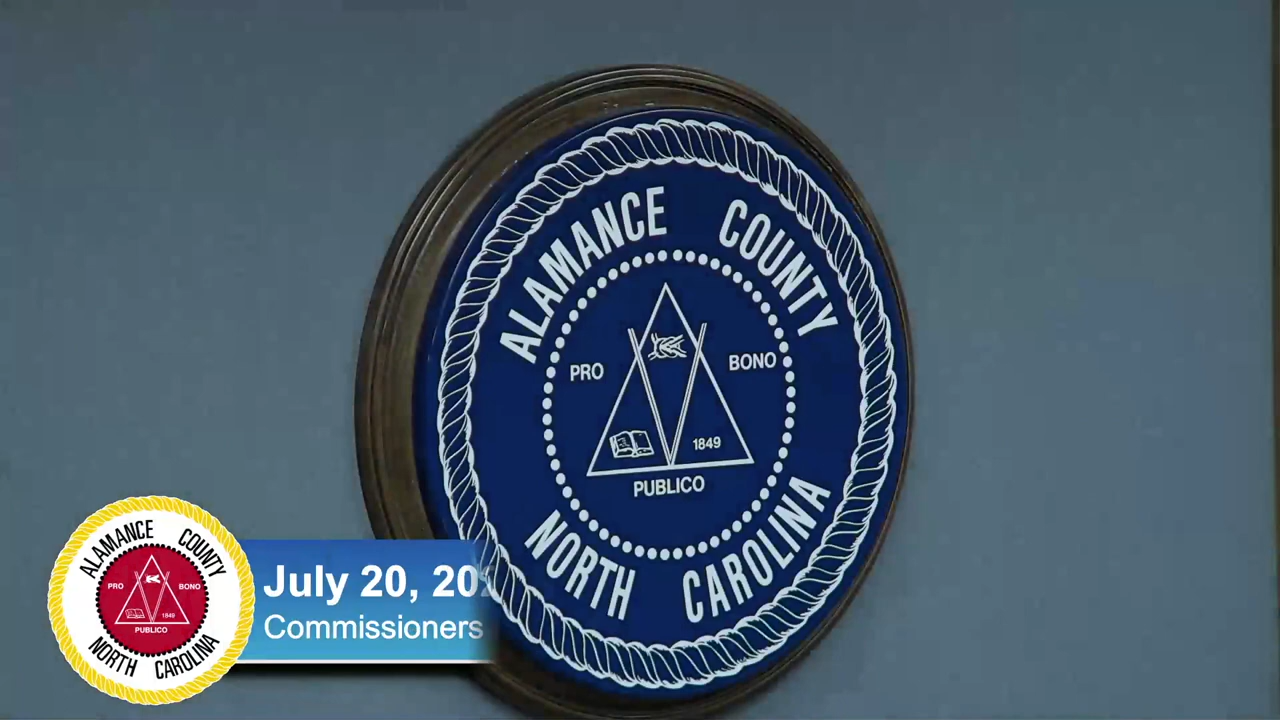 ALAMANCE COUNTY
PRO BONO
1849
PUBLICO
NORTH CAROLINA
ALAMANCE COUNTY
PRO BONO
1849
PUBLICO
NORTH CAROLINA
July 20,
Commissioners